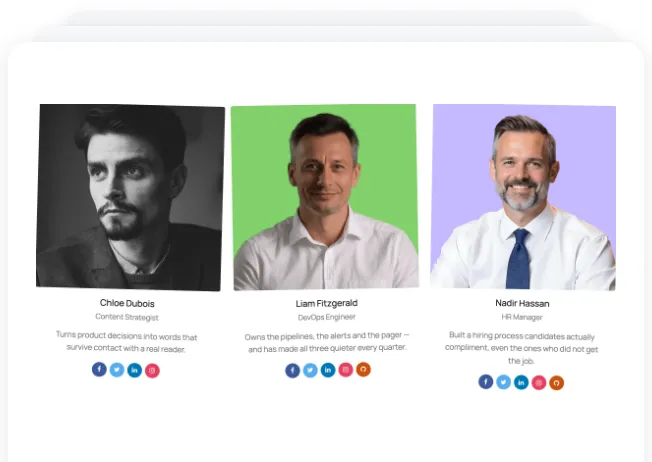 Chloe Dubois
Content Strategist
Turns product decisions into words that
survive contact with a real reader.
Liam Fitzgerald
DevOps Engineer
Owns the pipelines, the alerts and the pager —
and has made all three quieter every quarter.
Nadir Hassan
HR Manager
Built a hiring process candidates actually
compliment, even the ones who did not get
the job.